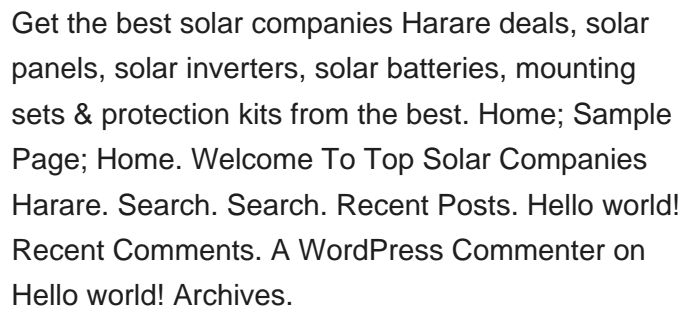 Get the best solar companies Harare deals, solar
panels, solar inverters, solar batteries, mounting
sets & protection kits from the best. Home; Sample
Page; Home. Welcome To Top Solar Companies
Harare. Search. Search. Recent Posts. Hello world!
Recent Comments. A WordPress Commenter on
Hello world! Archives.